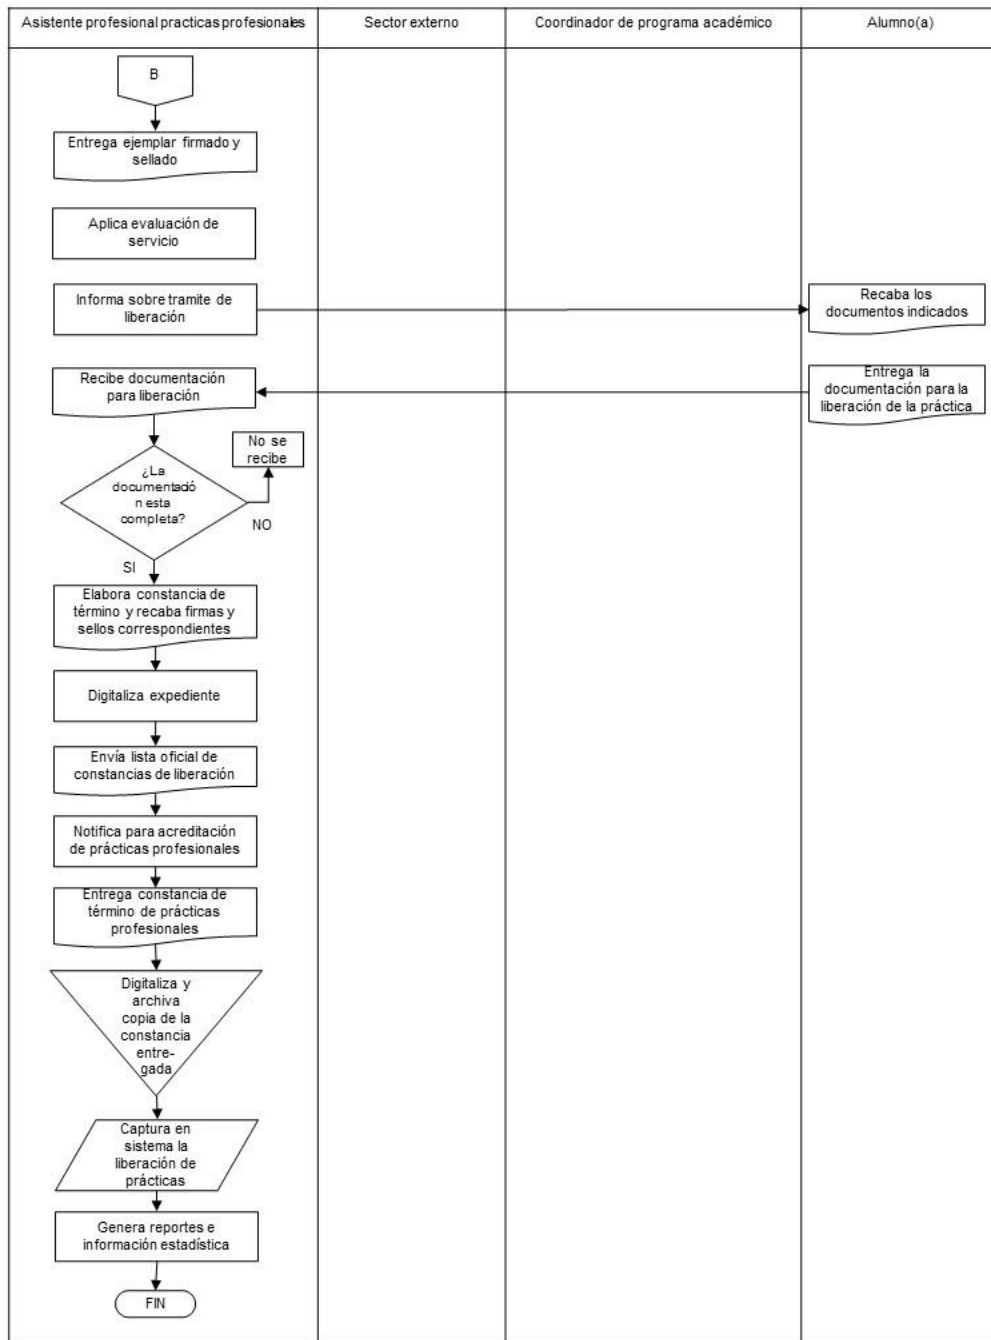 Asistente profesional practicas profesionales
Sector externo
Coordinador de programa académico
Alumno(a)
B
Entrega ejemplar firmado y
sellado
Aplica evaluación de
servicio
Informa sobre tramite de
liberación
Recaba los
documentos indicados
Recibe documentación
para liberación
Entrega la
documentación para la
liberación de la práctica
No se
recibe
¿La
documentació
n esta
completa?
NO
SI
Elabora constancia de
término y recaba firmas y
sellos correspondientes
Digitaliza expediente
Envía lista oficial de
constancias de liberación
Notifica para acreditación
de prácticas profesionales
Entrega constancia de
término de prácticas
profesionales
Digitaliza y
archiva
copia de la
constancia
entre-
gada
Captura en
sistema la
liberación de
prácticas
Genera reportes e
información estadística
FIN